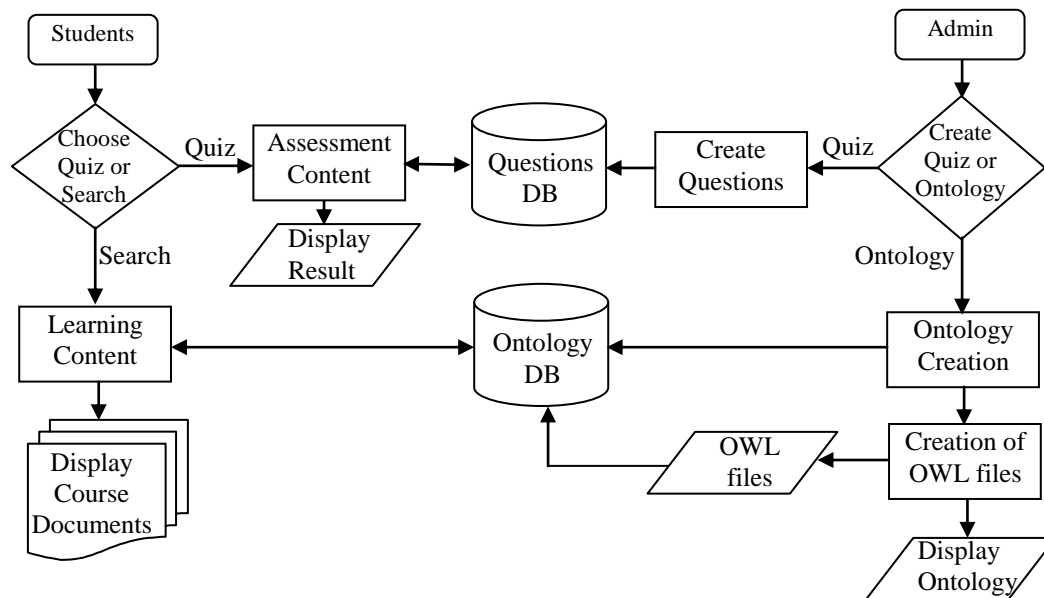 Students
Admin
Choose
Quiz or
Search
Quiz
Assessment
Content
Questions
DB
Create
Questions
Quiz
Create
Quiz or
Ontology
Display
Result
Search
Ontology
Learning
Content
Ontology
DB
Ontology
Creation
Display
Course
Documents
OWL
files
Creation of
OWL files
Display
Ontology